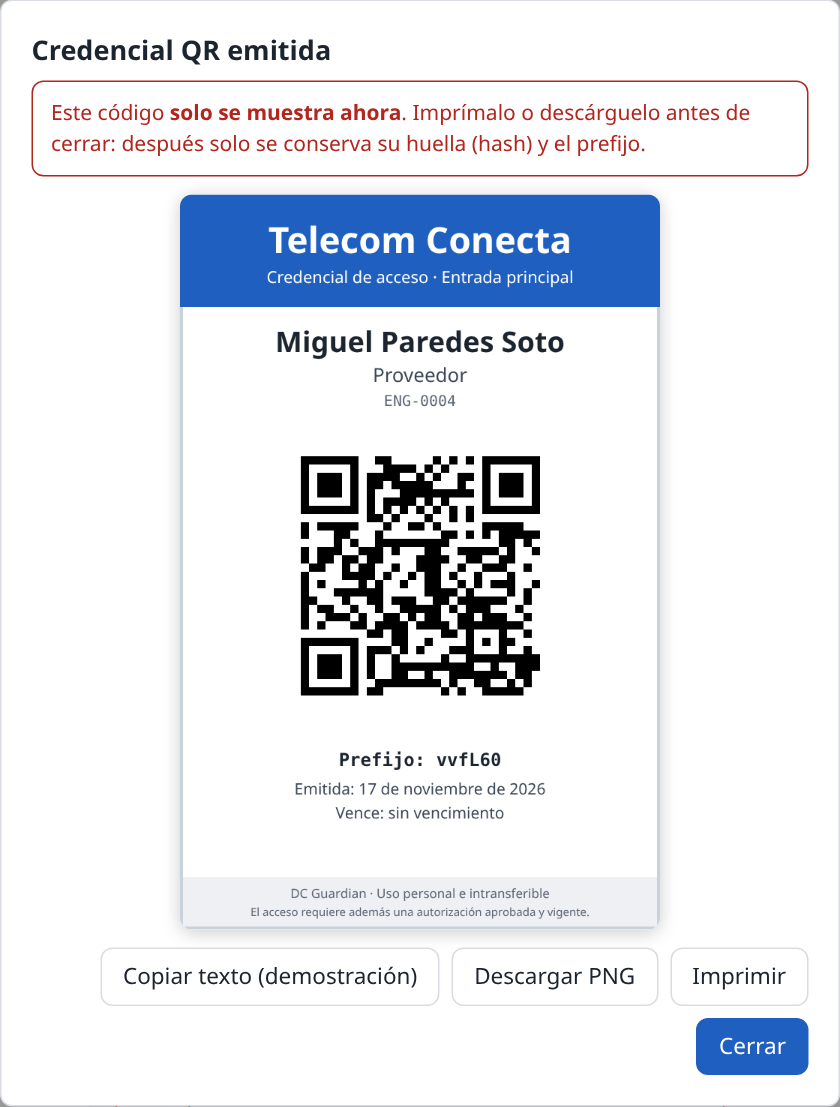 Credencial QR emitida
Este código solo se muestra ahora. Imprímalo o descárguelo antes de
cerrar: después solo se conserva su huella (hash) y el prefijo.
Telecom Conecta
Credencial de acceso · Entrada principal
Miguel Paredes Soto
Proveedor
ENG-0004
Prefijo: vvfL60
Emitida: 17 de noviembre de 2026
Vence: sin vencimiento
DC Guardian · Uso personal e intransferible
El acceso requiere además una autorización aprobada y vigente.
Copiar texto (demostración)
Descargar PNG
Imprimir
Cerrar